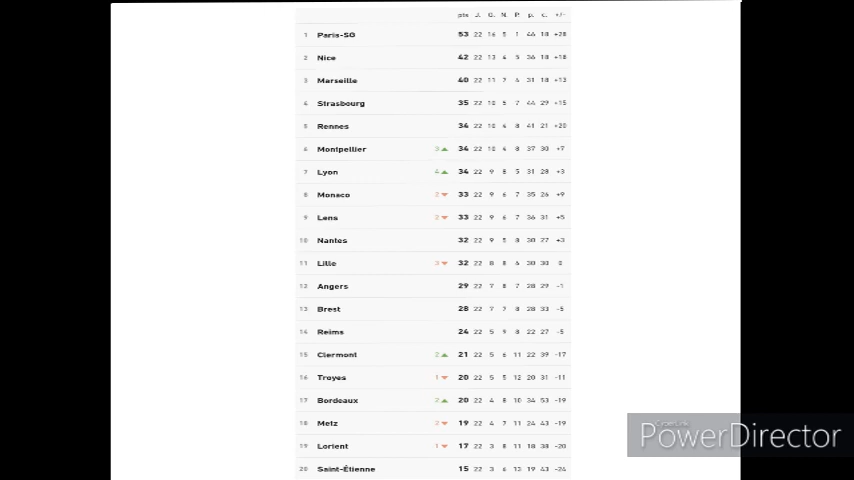 pts J. G. N. P. p. c. +/-
1 Paris-SG 53 22 16 5 1 46 18 +28
2 Nice 42 22 13 4 5 36 18 +18
3 Marseille 40 22 11 7 4 31 18 +13
4 Strasbourg 35 22 10 5 7 44 29 +15
5 Rennes 34 22 10 4 8 41 21 +20
6 Montpellier 3 34 22 10 4 8 37 30 +7
7 Lyon 4 34 22 9 8 5 31 28 +3
8 Monaco 2 33 22 9 6 7 35 26 +9
9 Lens 2 33 22 9 6 7 36 31 +5
10 Nantes 32 22 9 5 8 30 27 +3
11 Lille 3 32 22 8 8 6 30 30 0
12 Angers 29 22 7 8 7 28 29 -1
13 Brest 28 22 7 7 8 28 33 -5
14 Reims 24 22 5 9 8 22 27 -5
15 Clermont 2 21 22 5 6 11 22 39 -17
16 Troyes 1 20 22 5 5 12 20 31 -11
17 Bordeaux 2 20 22 4 8 10 34 53 -19
18 Metz 2 19 22 4 7 11 24 43 -19
19 Lorient 1 17 22 3 8 11 18 38 -20
20 Saint-Étienne 15 22 3 6 13 19 43 -24
CyberLink
PowerDirector